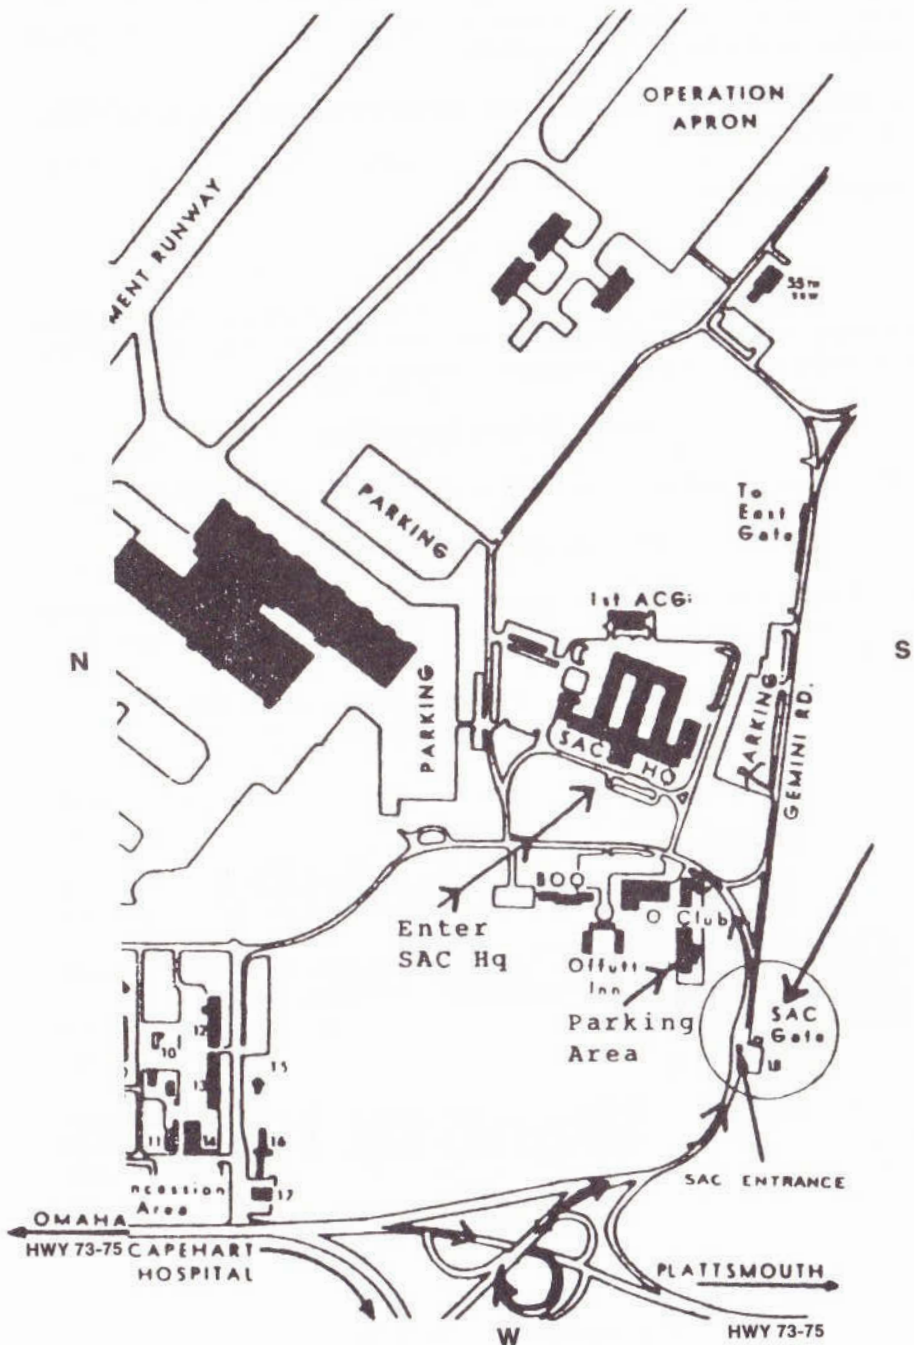 OPERATION
APRON
MENT RUNWAY
55TH
SRW
PARKING
To
East
Gate
1st ACG
N
S
PARKING
SAC
HQ
PARKING
GEMINI RD.
BOQ
O Club
Enter
SAC Hq
Offutt
Inn
Parking
Area
SAC
Gate
18
12
10
15
13
11
14
16
17
SAC ENTRANCE
ncession
Area
OMAHA
HWY 73-75
CAPEHART
HOSPITAL
PLATTSMOUTH
HWY 73-75
W